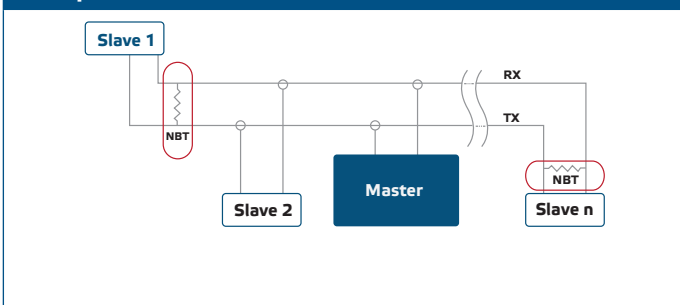 Slave 1
RX
TX
NBT
Master
NBT
Slave 2
Slave n